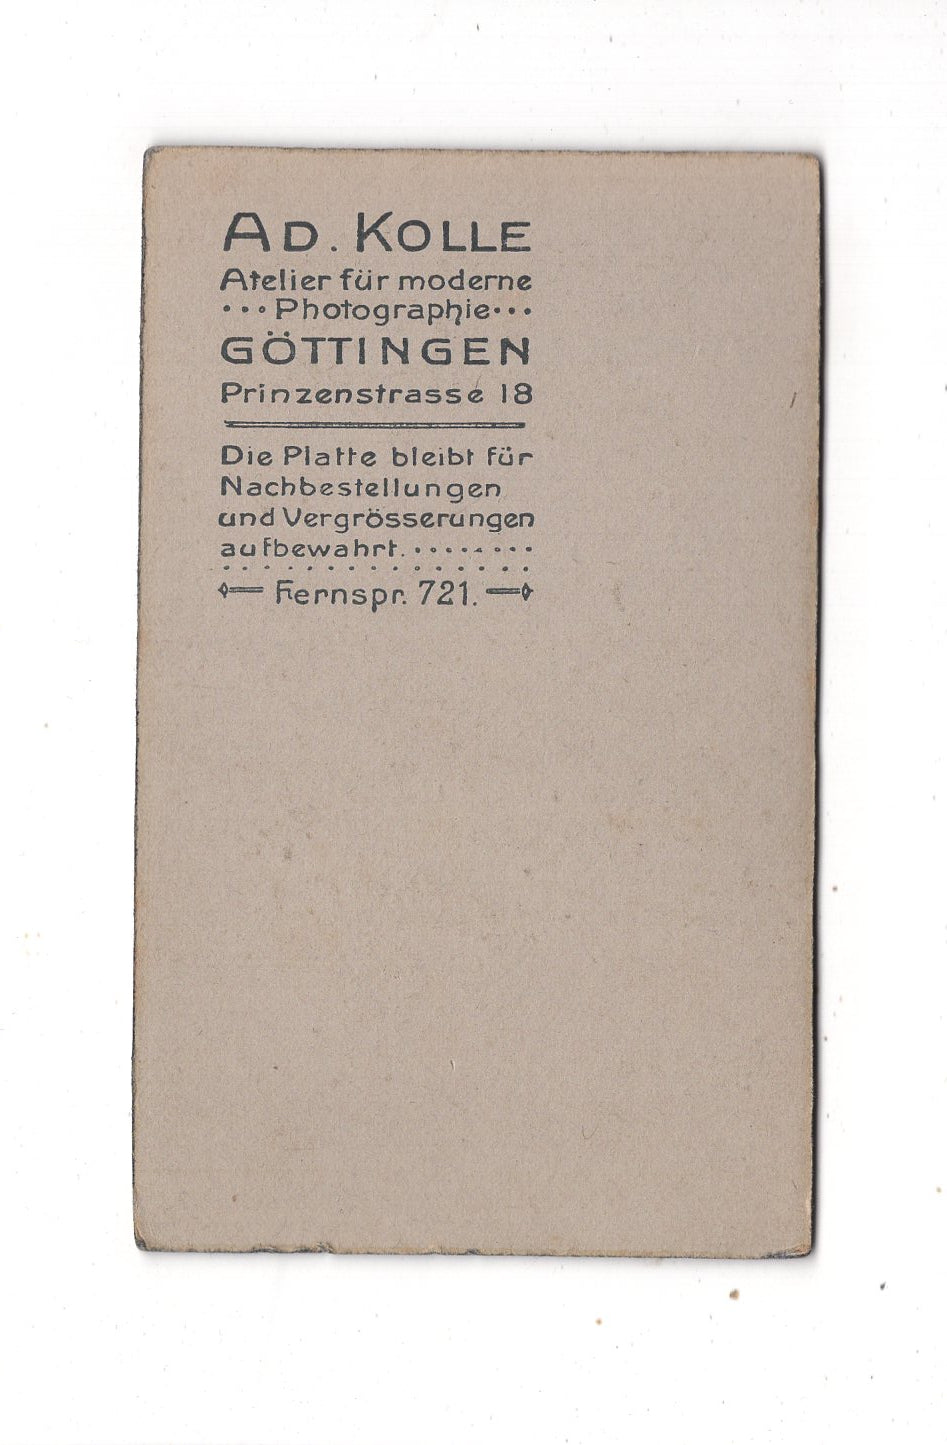 AD. KOLLE
Atelier für moderne
• • • Photographie • • •
GÖTTINGEN
Prinzenstrasse 18
Die Platte bleibt für
Nachbestellungen
und Vergrösserungen
aufbewahrt. . . . . . . . .
. . . . . . . . . . . . . . . .
Fernspr. 721.